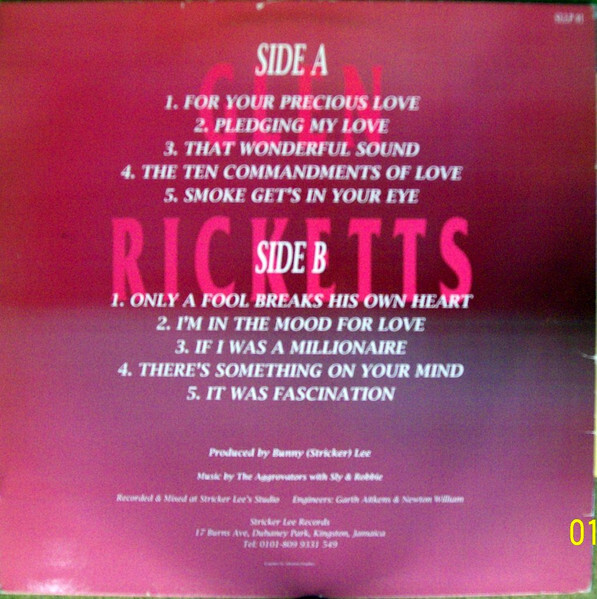 SIDE A
GLEN
1. FOR YOUR PRECIOUS LOVE
2. PLEDGING MY LOVE
3. THAT WONDERFUL SOUND
4. THE TEN COMMANDMENTS OF LOVE
5. SMOKE GET'S IN YOUR EYE
RICKETTS
SIDE B
1. ONLY A FOOL BREAKS HIS OWN HEART
2. I'M IN THE MOOD FOR LOVE
3. IF I WAS A MILLIONAIRE
4. THERE'S SOMETHING ON YOUR MIND
5. IT WAS FASCINATION
Produced by Bunny (Stricker) Lee
Music by The Aggrovators with Sly & Robbie
Recorded & Mixed at Stricker Lee's Studio Engineers: Garth Aitkens & Newton William
Stricker Lee Records
17 Burns Ave, Duhaney Park, Kingston, Jamaica
Tel: 0101-809 9331 549
01